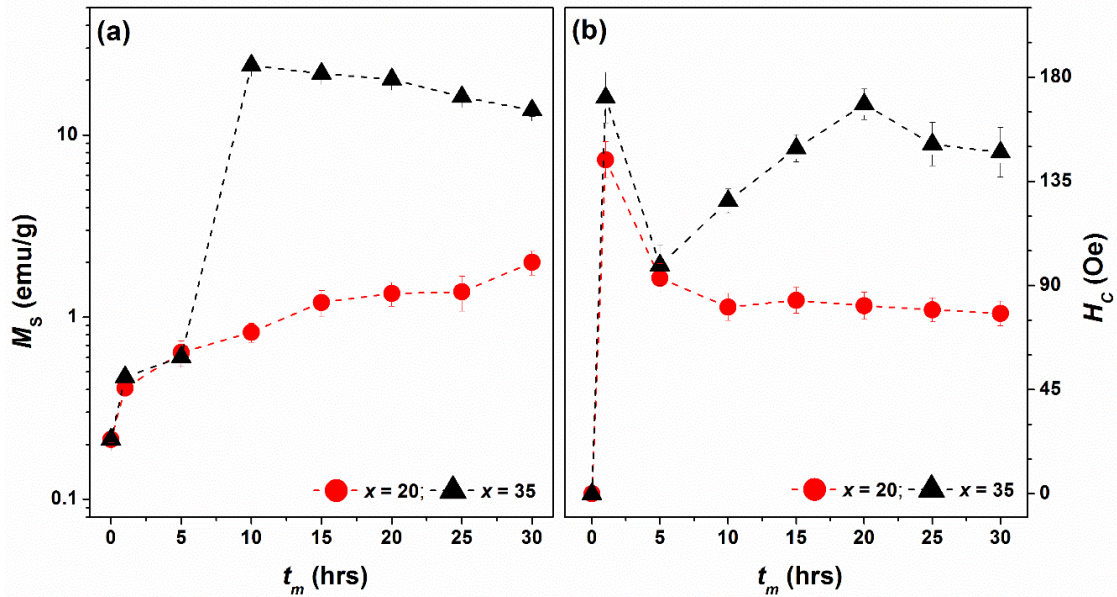 (a)
(b)
10
1
0.1
M_S (emu/g)
x = 20; x = 35
0 5 10 15 20 25 30
t_m (hrs)
180
135
90
45
0
H_C (Oe)
x = 20; x = 35
0 5 10 15 20 25 30
t_m (hrs)